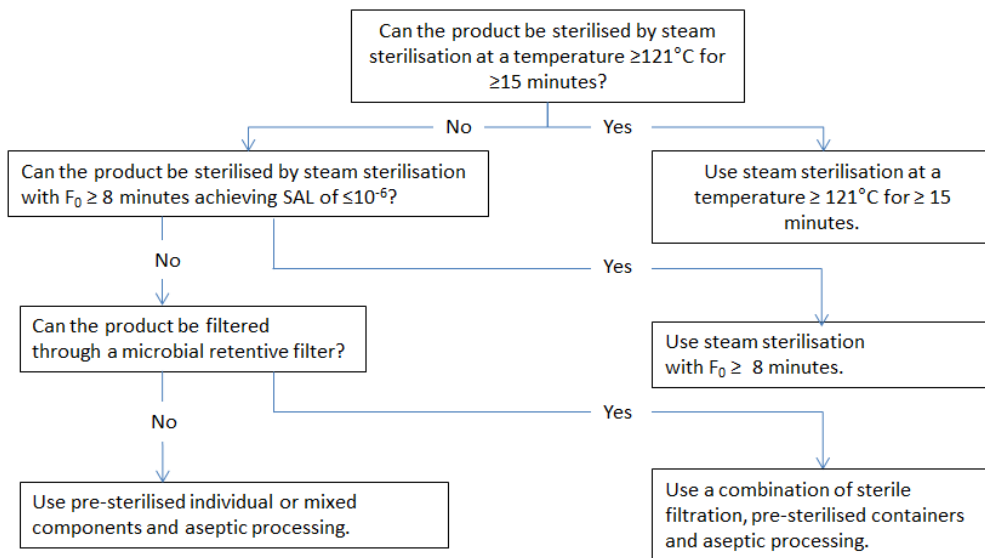 Can the product be sterilised by steam
sterilisation at a temperature ≥121°C for
≥15 minutes?
No
Yes
Can the product be sterilised by steam sterilisation
with F₀ ≥ 8 minutes achieving SAL of ≤10⁻⁶?
Use steam sterilisation at a
temperature ≥ 121°C for ≥ 15
minutes.
No
Yes
Can the product be filtered
through a microbial retentive filter?
Use steam sterilisation
with F₀ ≥ 8 minutes.
No
Yes
Use pre-sterilised individual or mixed
components and aseptic processing.
Use a combination of sterile
filtration, pre-sterilised containers
and aseptic processing.